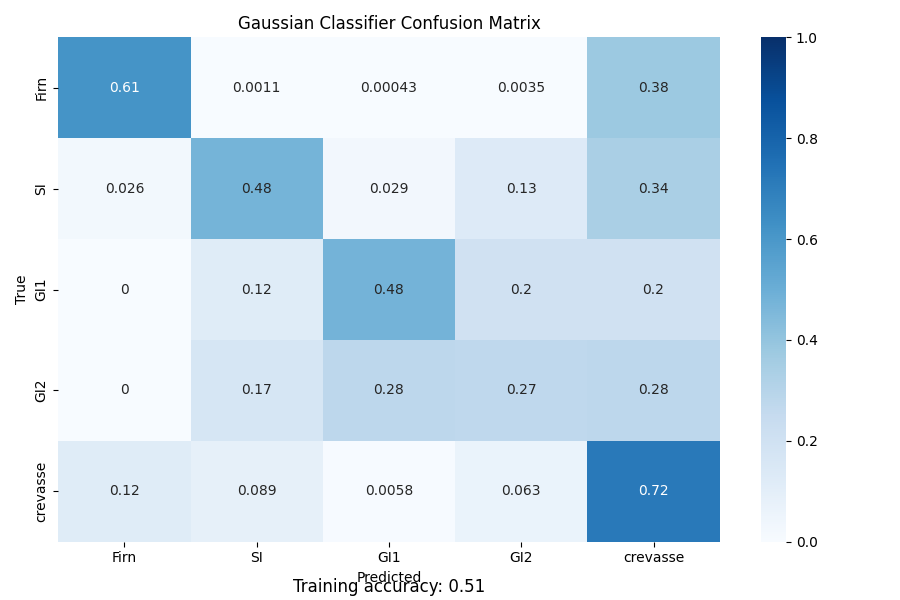 Gaussian Classifier Confusion Matrix
1.0
Firn 0.61 0.0011 0.00043 0.0035 0.38
0.8
SI 0.026 0.48 0.029 0.13 0.34
0.6
True
GI1 0 0.12 0.48 0.2 0.2
0.4
GI2 0 0.17 0.28 0.27 0.28
0.2
crevasse 0.12 0.089 0.0058 0.063 0.72
0.0
Firn SI GI1 GI2 crevasse
Predicted
Training accuracy: 0.51